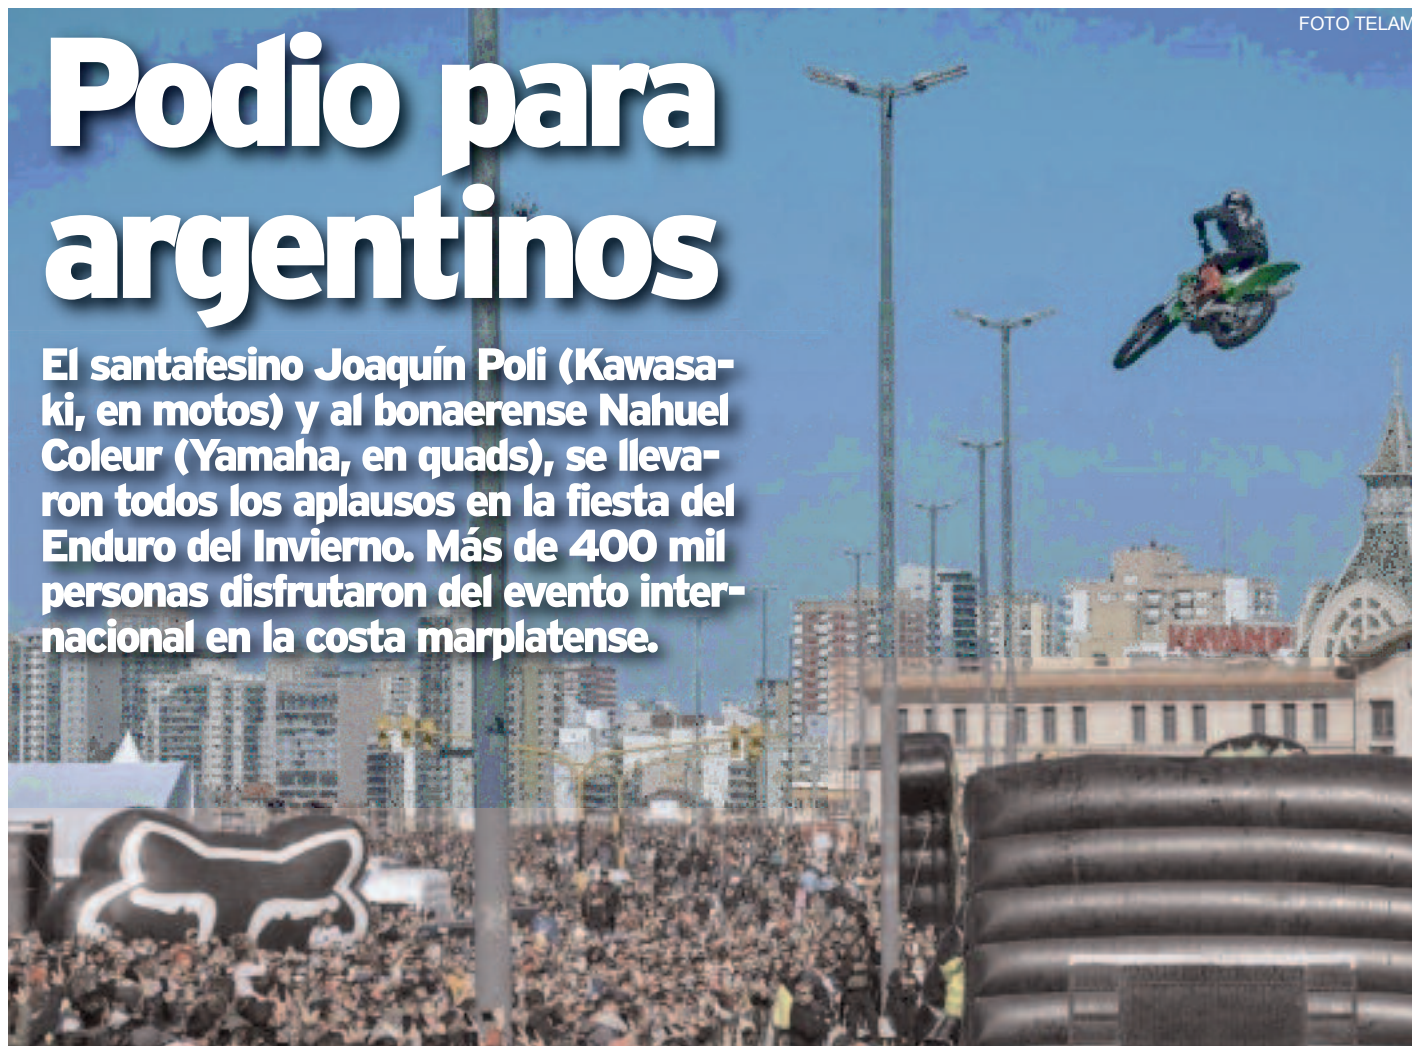 FOTO TELAM
Podio para
argentinos
El santafesino Joaquín Poli (Kawasa-
ki, en motos) y al bonaerense Nahuel
Coleur (Yamaha, en quads), se lleva-
ron todos los aplausos en la fiesta del
Enduro del Invierno. Más de 400 mil
personas disfrutaron del evento inter-
nacional en la costa marplatense.
HAVANNA